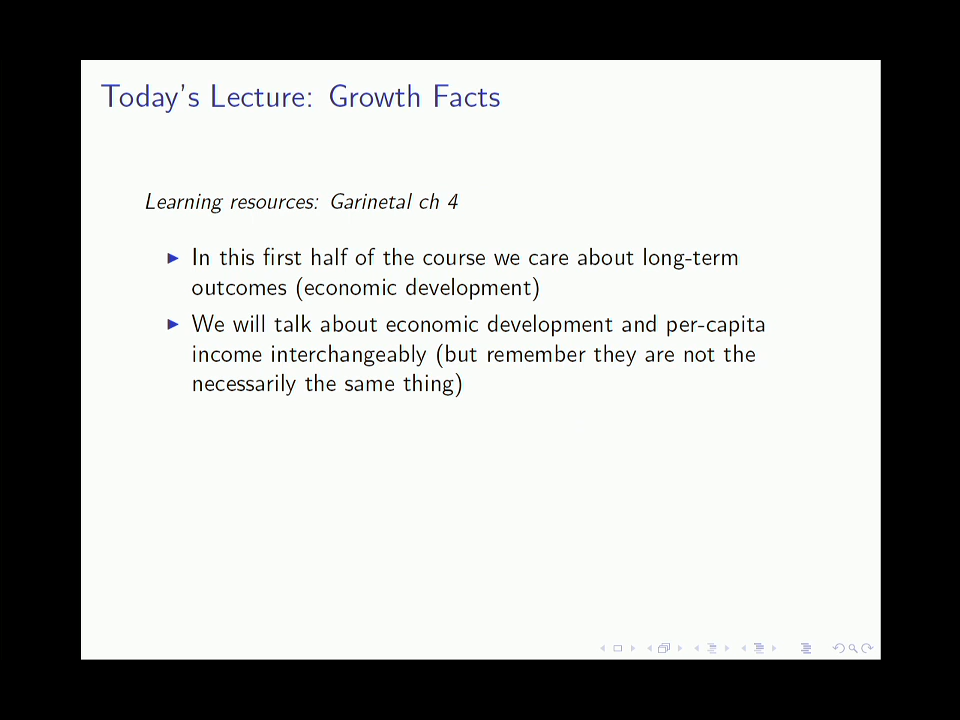 Today's Lecture: Growth Facts
Learning resources: Garinetal ch 4
In this first half of the course we care about long-term
outcomes (economic development)
We will talk about economic development and per-capita
income interchangeably (but remember they are not the
necessarily the same thing)